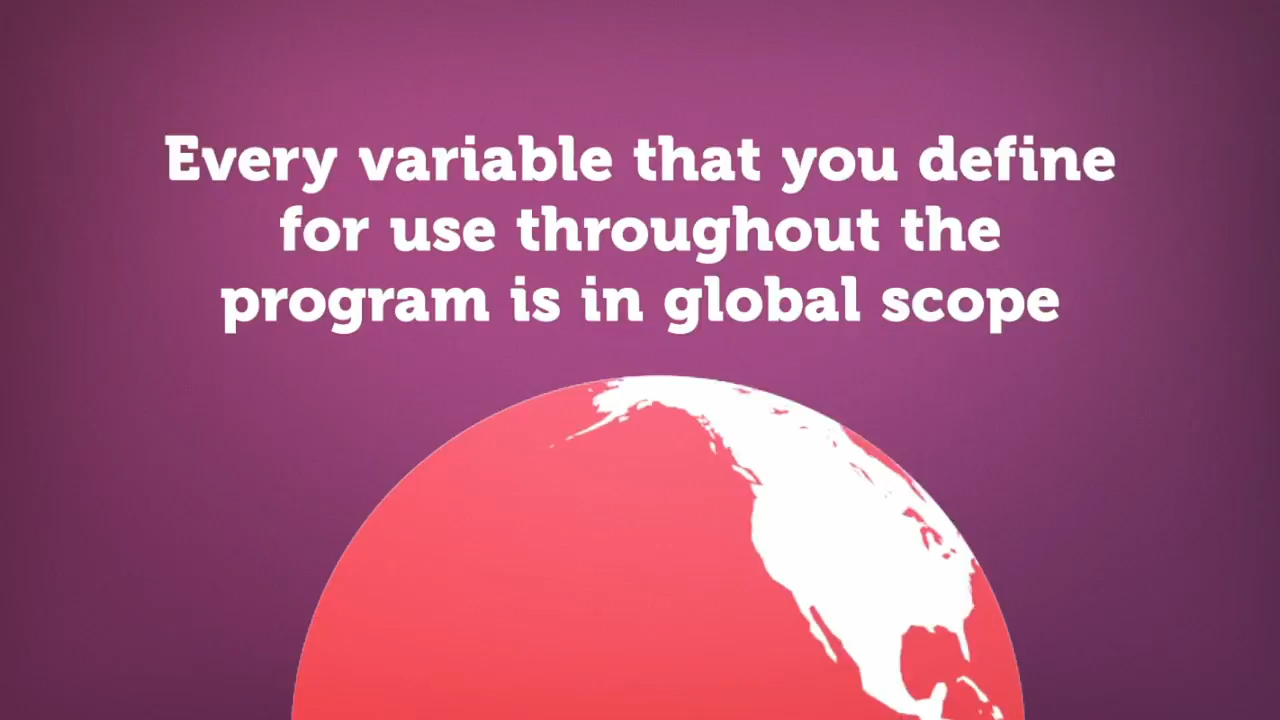 Every variable that you define
for use throughout the
program is in global scope